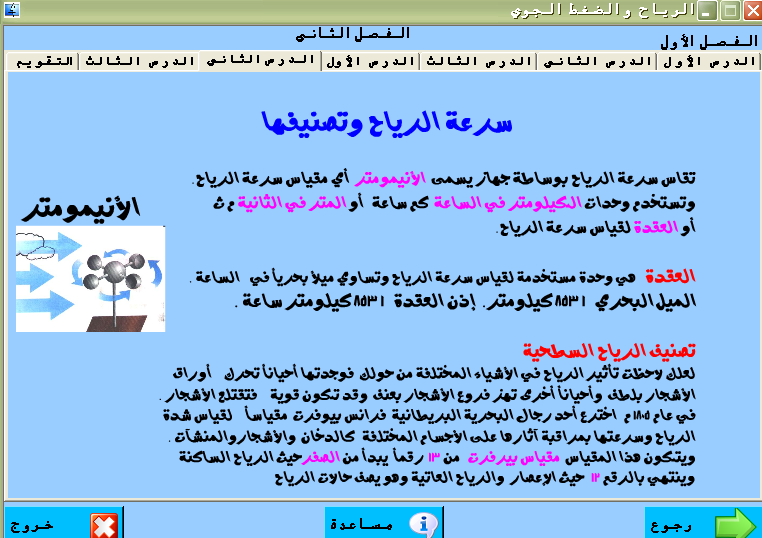 الرياح والضغط الجوي
الفصل الأول
الفصل الثانى
الدرس الأول
الدرس الثانى
الدرس الثالث
الدرس الأول
الدرس الثانى
الدرس الثالث
التقويم
سرعة الرياح وتصنيفها
تقاس سرعة الرياح بوساطة جهاز يسمى الأنيمومتر أي مقياس سرعة الرياح.
وتستخدم وحدات الكيلومتر في الساعة كم ساعة أو المتر في الثانية م ث
أو العقدة لقياس سرعة الرياح.
الأنيمومتر
العقدة هي وحدة مستخدمة لقياس سرعة الرياح وتساوي ميلاً بحرياً في الساعة .
الميل البحري ٨٥٣١ كيلومتر. إذن العقدة ٨٥٣١ كيلومتر ساعة .
تصنيف الرياح السطحية
لعلك لاحظت تأثير الرياح في الأشياء المختلفة من حولك فوجدتها أحياناً تحرك أوراق
الأشجار بلطف وأحياناً أخرى تهز فروع الأشجار بعنف وقد تكون قوية فتقتلع الأشجار .
في عام ١٨٠٥ م اخترع أحد رجال البحرية البريطانية فرانس بيوفرت مقياساً لقياس شدة
الرياح وسرعتها بمراقبة آثارها على الأجسام المختلفة كالدخان والأشجار والمنشآت .
ويتكون هذا المقياس مقياس بيرفرت من ١٣ رقماً يبدأ من الصفر حيث الرياح الساكنة
وينتهي بالرقم ١٢ حيث الإعصار والرياح العاتية وهو يصف حالات الرياح
رجوع
مساعدة
خروج